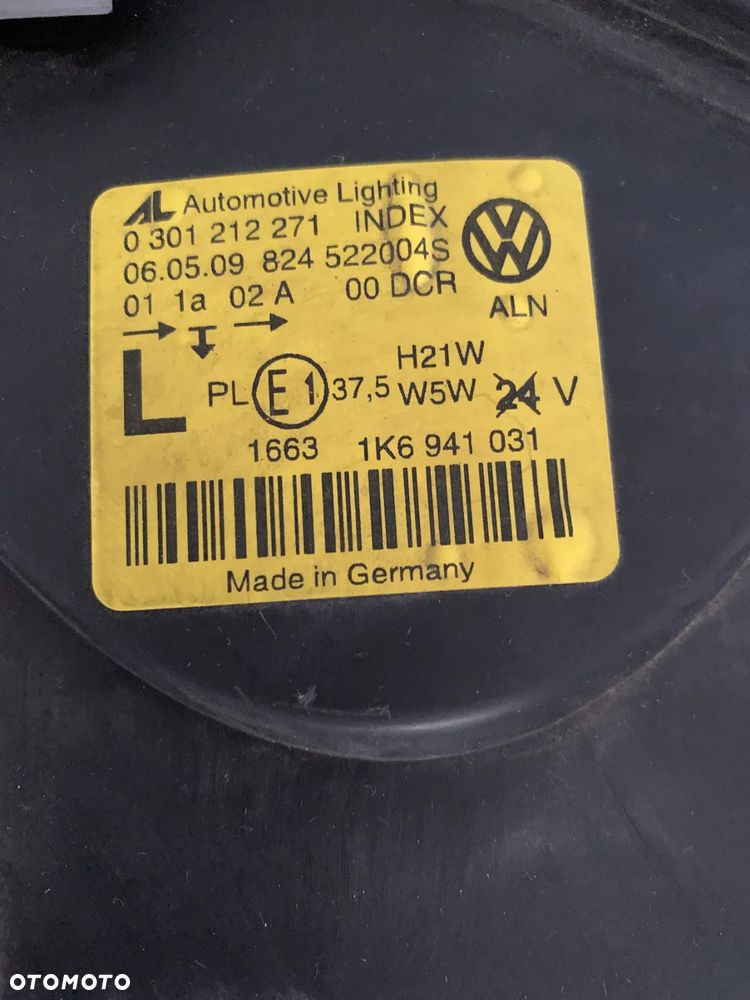 AL Automotive Lighting
0 301 212 271 INDEX
06.05.09 824 522004S
01 1a 02 A 00 DCR
ALN
L PL E1 37,5 H21W
W5W 24 V
1663 1K6 941 031
Made in Germany
OTOMOTO